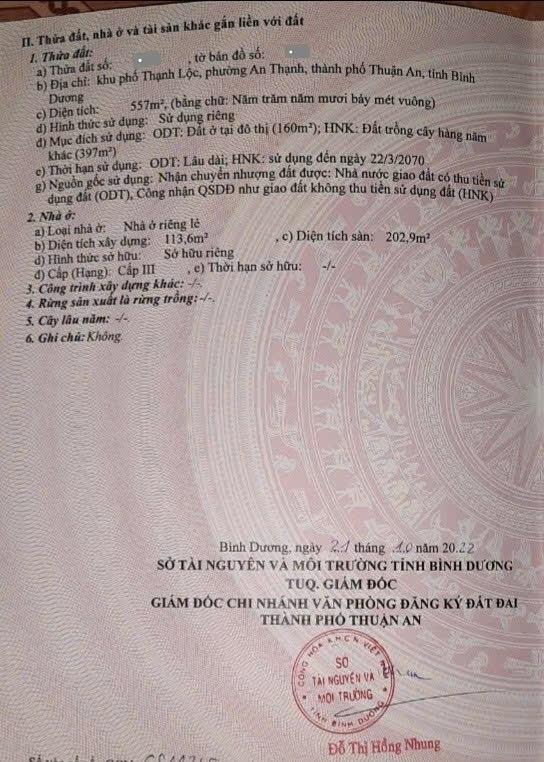 II. Thửa đất, nhà ở và tài sản khác gắn liền với đất
1. Thửa đất:
a) Thửa đất số: , tờ bản đồ số:
b) Địa chỉ: khu phố Thạnh Lộc, phường An Thạnh, thành phố Thuận An, tỉnh Bình
Dương
c) Diện tích: 557m², (bằng chữ: Năm trăm năm mươi bảy mét vuông)
d) Hình thức sử dụng: Sử dụng riêng
đ) Mục đích sử dụng: ODT: Đất ở tại đô thị (160m²); HNK: Đất trồng cây hàng năm
khác (397m²)
e) Thời hạn sử dụng: ODT: Lâu dài; HNK: sử dụng đến ngày 22/3/2070
g) Nguồn gốc sử dụng: Nhận chuyển nhượng đất được: Nhà nước giao đất có thu tiền sử
dụng đất (ODT), Công nhận QSDĐ như giao đất không thu tiền sử dụng đất (HNK)
2. Nhà ở:
a) Loại nhà ở: Nhà ở riêng lẻ
b) Diện tích xây dựng: 113,6m² , c) Diện tích sàn: 202,9m²
d) Hình thức sở hữu: Sở hữu riêng
đ) Cấp (Hạng): Cấp III , e) Thời hạn sở hữu: -/-
3. Công trình xây dựng khác: -/-.
4. Rừng sản xuất là rừng trồng: -/-.
5. Cây lâu năm: -/-.
6. Ghi chú: Không.
Bình Dương, ngày 21 tháng 10 năm 2022
SỞ TÀI NGUYÊN VÀ MÔI TRƯỜNG TỈNH BÌNH DƯƠNG
TUQ. GIÁM ĐỐC
GIÁM ĐỐC CHI NHÁNH VĂN PHÒNG ĐĂNG KÝ ĐẤT ĐAI
THÀNH PHỐ THUẬN AN
CỘNG HÒA X.H.C.N VIỆT NAM
SỞ
TÀI NGUYÊN VÀ
MÔI TRƯỜNG
TỈNH BÌNH DƯƠNG
Đỗ Thị Hồng Nhung